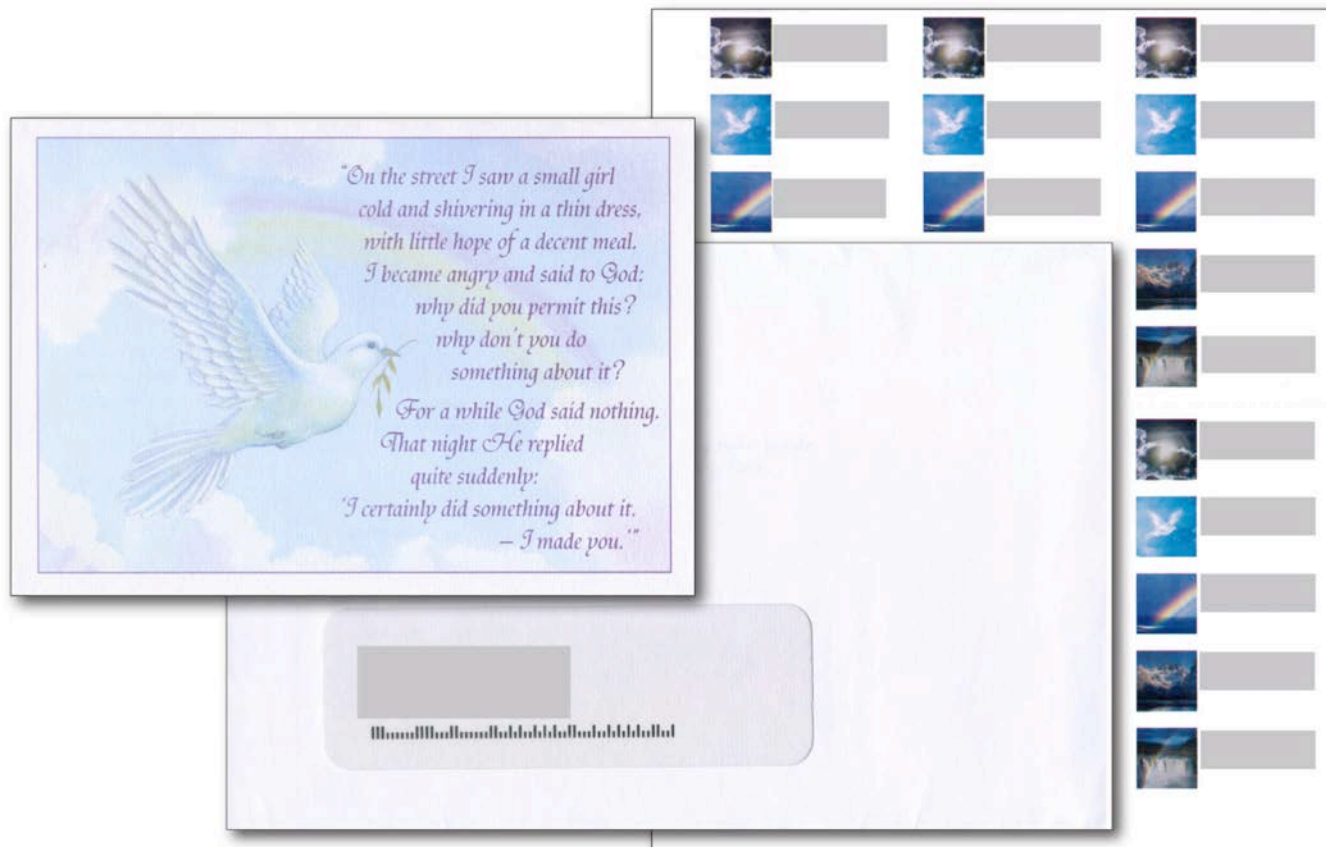 "On the street I saw a small girl
cold and shivering in a thin dress,
with little hope of a decent meal.
I became angry and said to God:
why did you permit this?
why don't you do
something about it?
For a while God said nothing.
That night He replied
quite suddenly:
'I certainly did something about it.
– I made you.'"